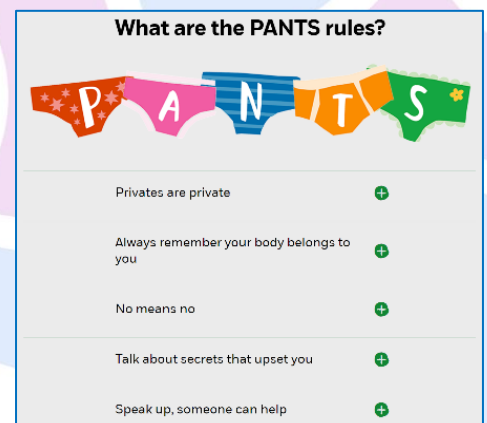 What are the PANTS rules?
P A N T S
Privates are private
Always remember your body belongs to
you
No means no
Talk about secrets that upset you
Speak up, someone can help